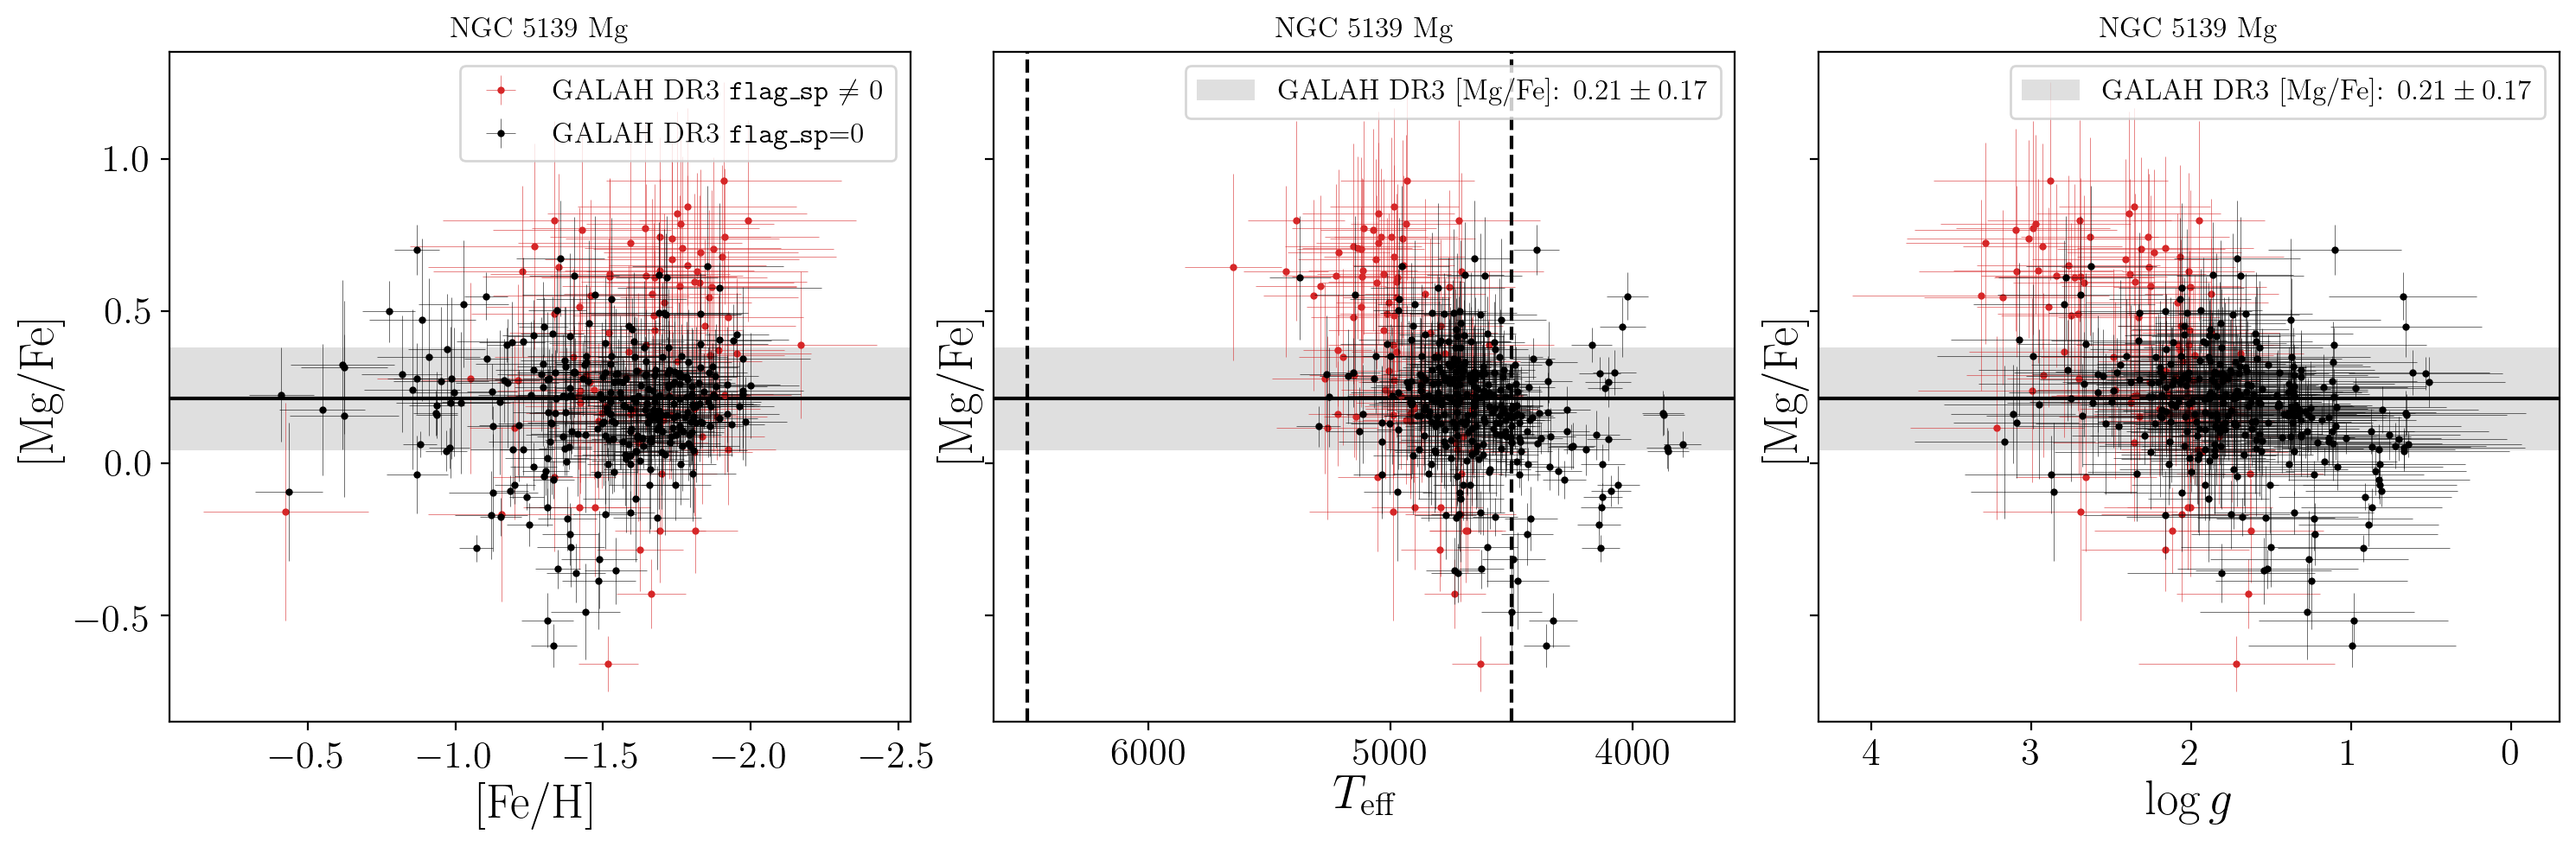 NGC 5139 Mg
GALAH DR3 flag_sp ≠ 0
GALAH DR3 flag_sp=0
1.0
0.5
0.0
−0.5
[Mg/Fe]
−0.5 −1.0 −1.5 −2.0 −2.5
[Fe/H]
NGC 5139 Mg
GALAH DR3 [Mg/Fe]: 0.21 ± 0.17
[Mg/Fe]
6000 5000 4000
T_eff
NGC 5139 Mg
GALAH DR3 [Mg/Fe]: 0.21 ± 0.17
[Mg/Fe]
4 3 2 1 0
log g